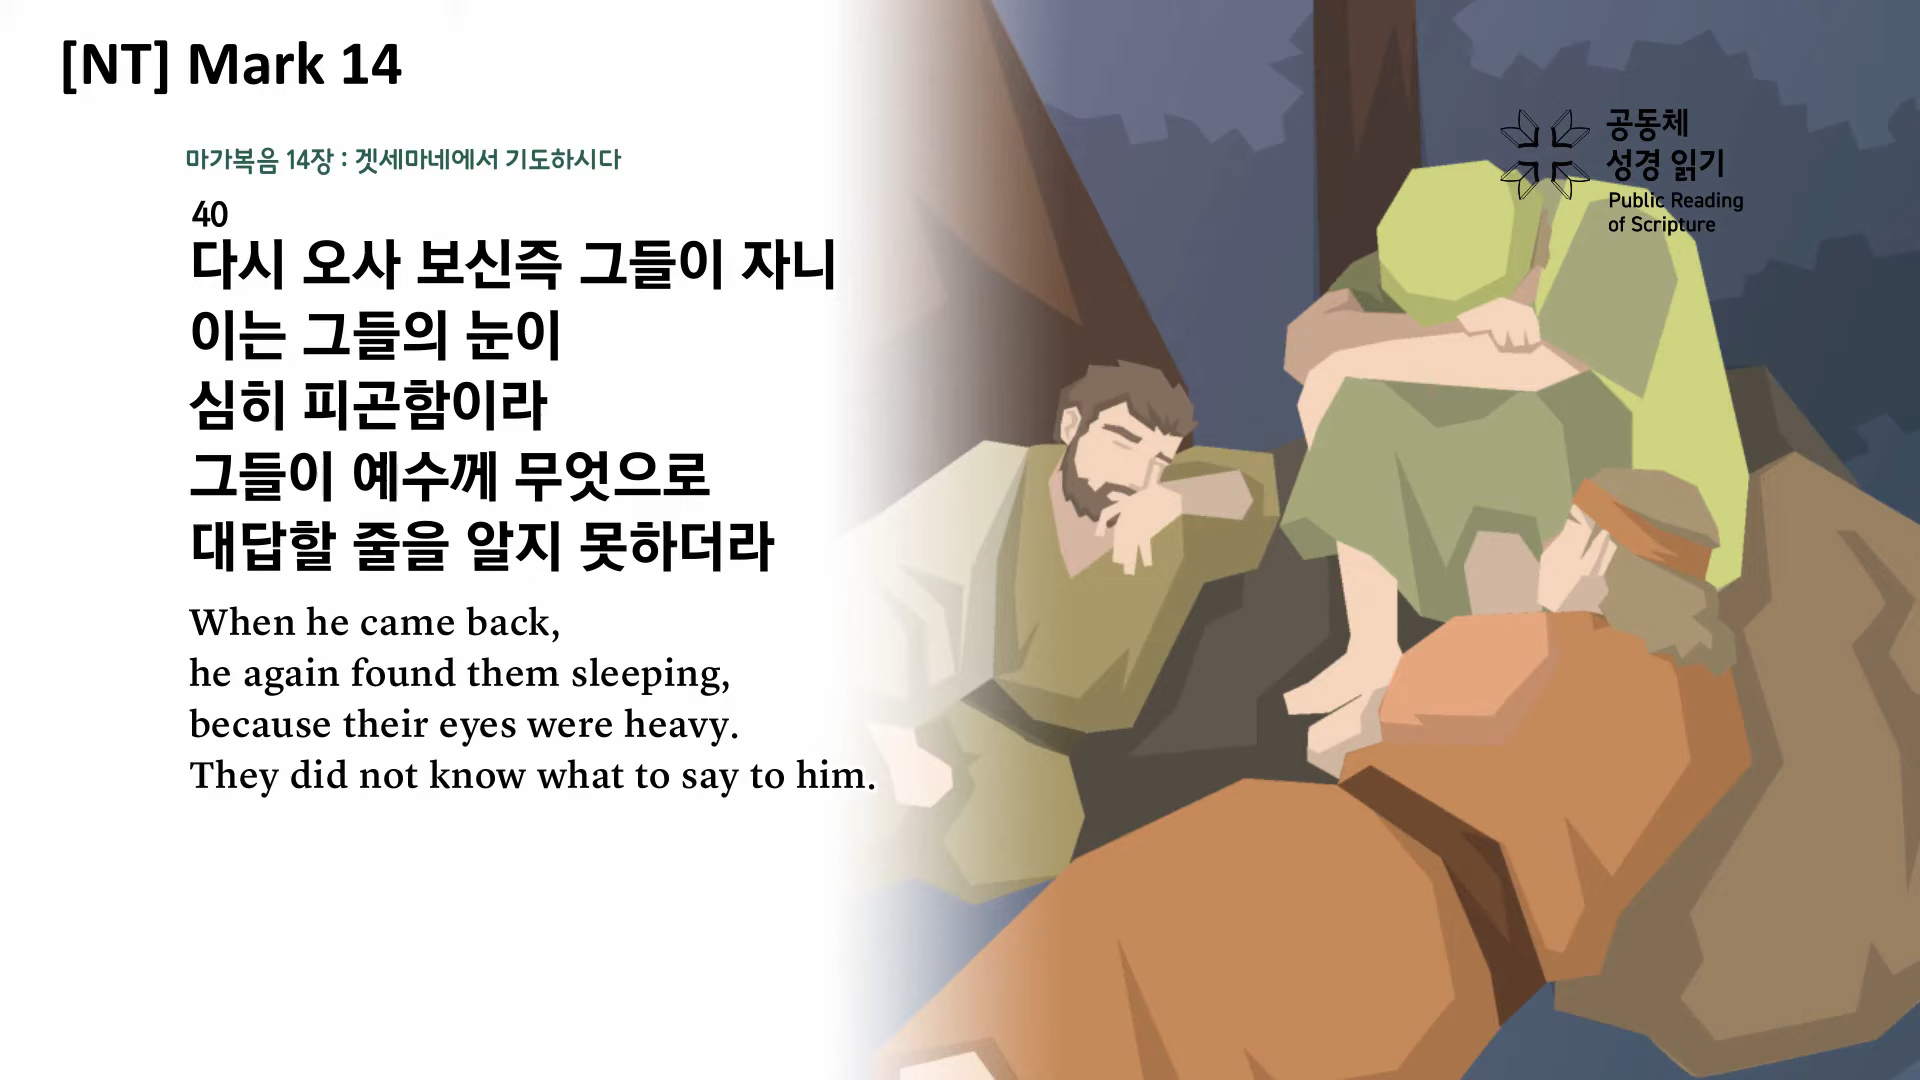 [NT] Mark 14
마가복음 14장 : 겟세마네에서 기도하시다
40
다시 오사 보신즉 그들이 자니
이는 그들의 눈이
심히 피곤함이라
그들이 예수께 무엇으로
대답할 줄을 알지 못하더라
When he came back,
he again found them sleeping,
because their eyes were heavy.
They did not know what to say to him.
공동체
성경 읽기
Public Reading
of Scripture